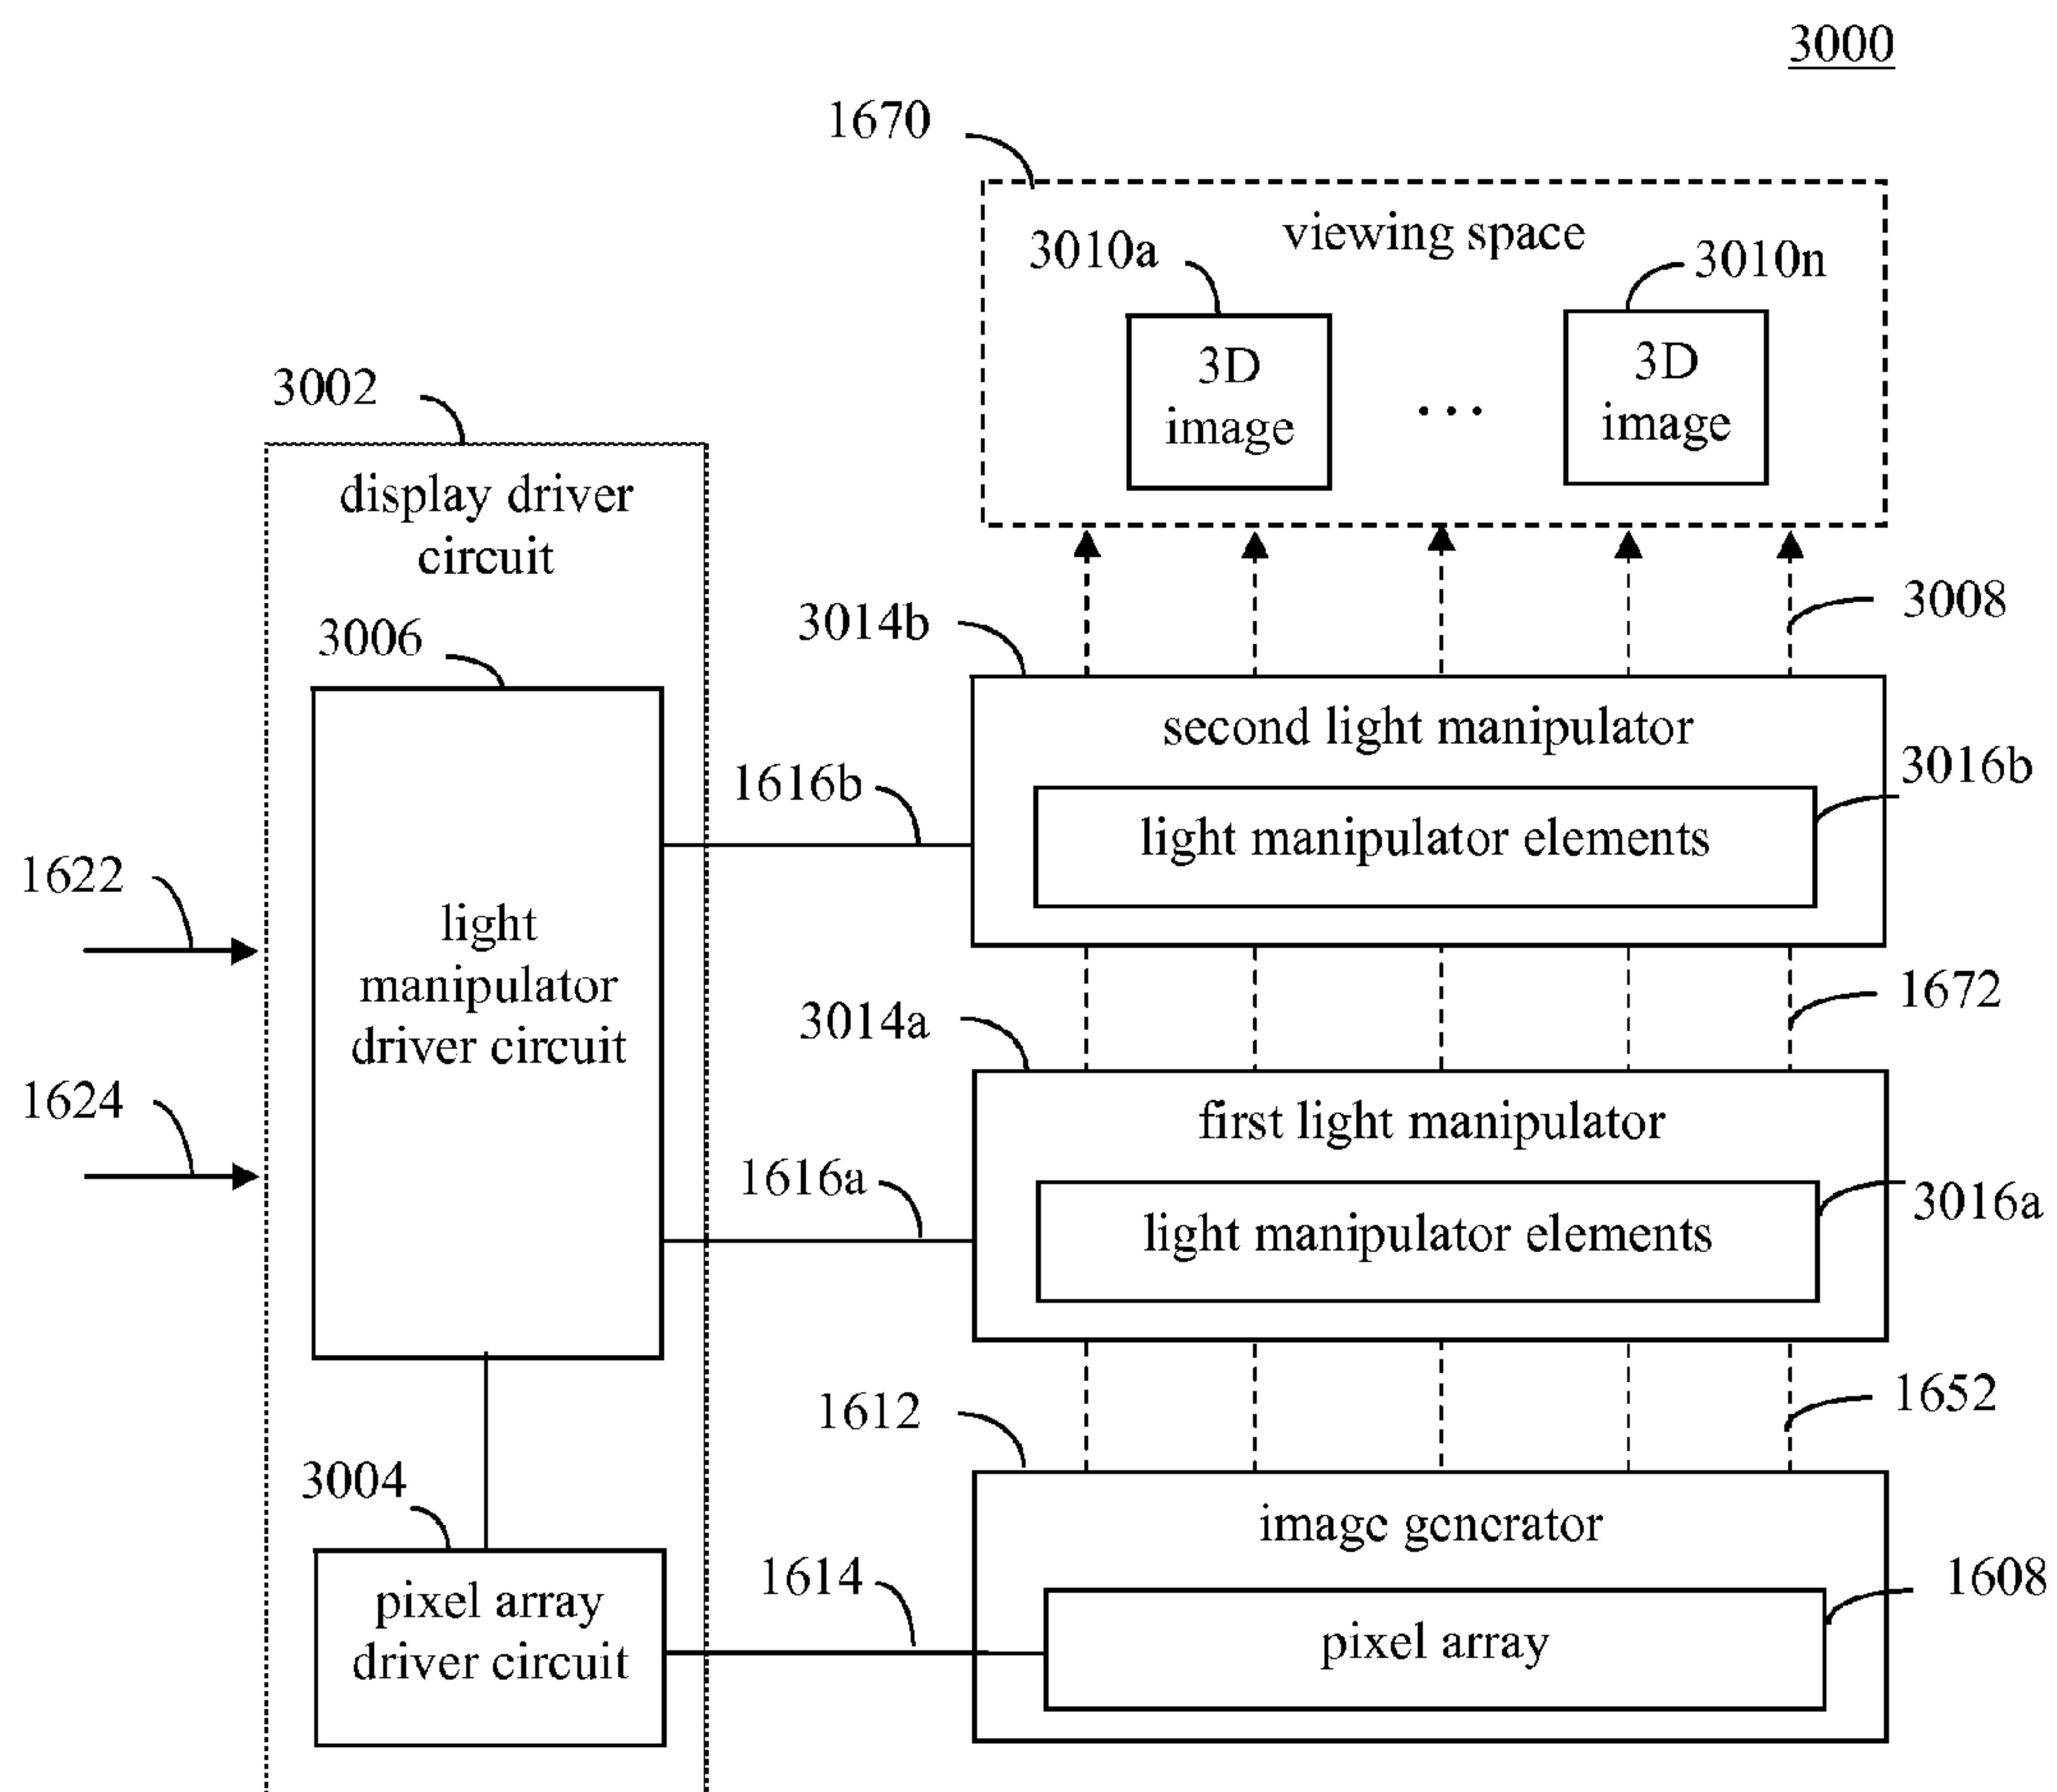 3000
1670
viewing space
3010a
3010n
3D
image
...
3D
image
3002
display driver
circuit
3008
3014b
3006
second light manipulator
3016b
1616b
light manipulator elements
1622
light
manipulator
driver circuit
1672
3014a
1624
first light manipulator
1616a
3016a
light manipulator elements
1652
1612
3004
image generator
1614
1608
pixel array
driver circuit
pixel array